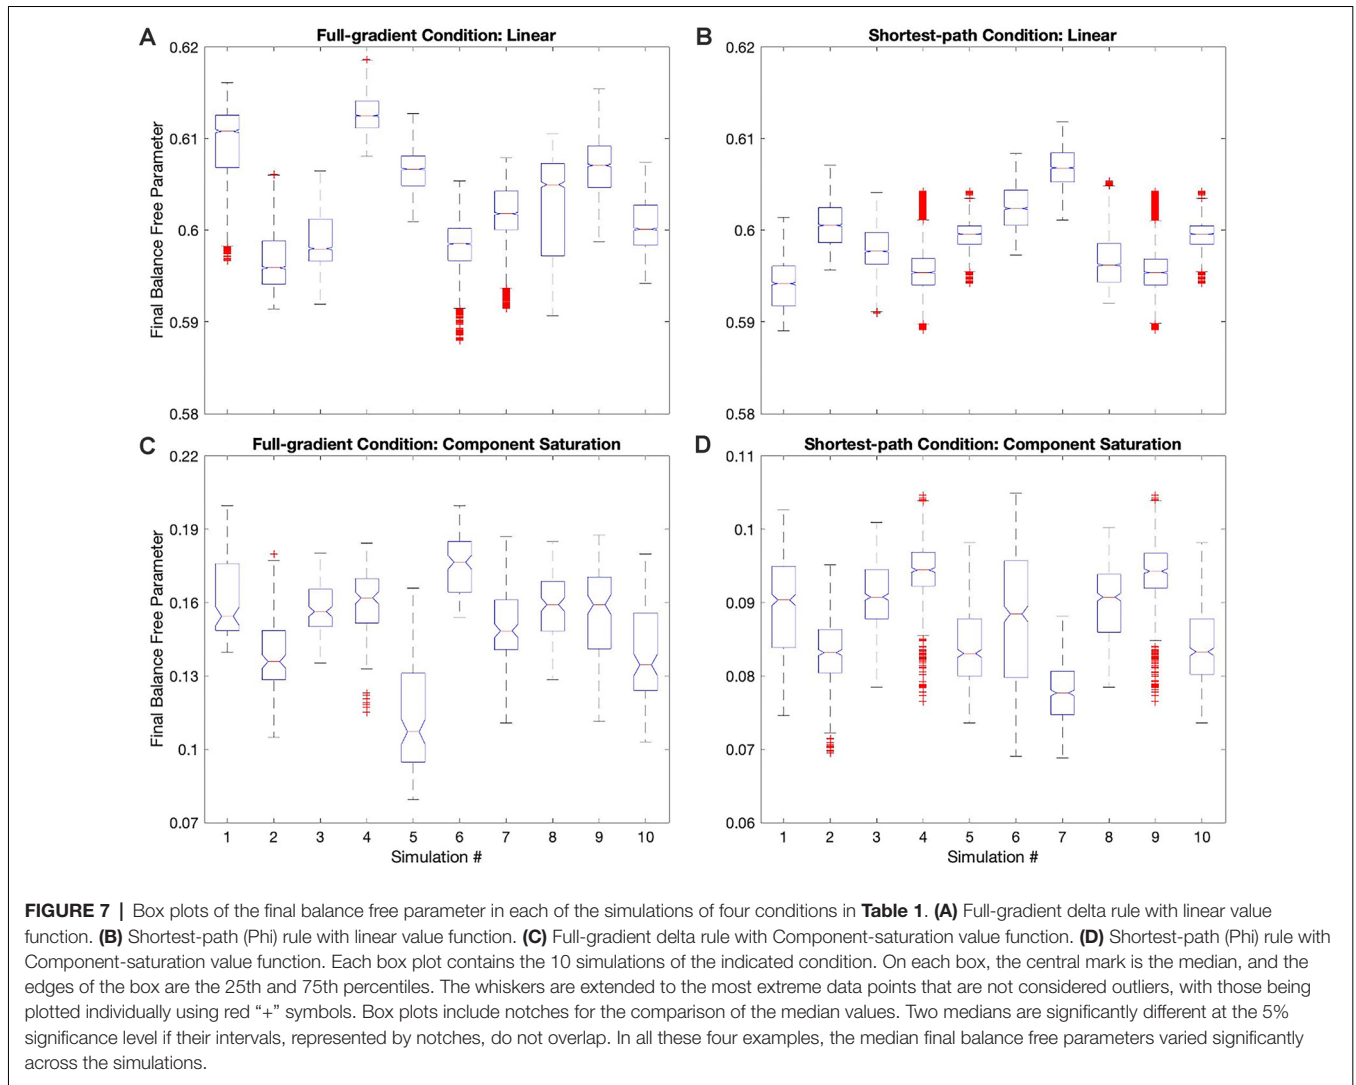 A
Full-gradient Condition: Linear
0.62
0.61
0.6
0.59
0.58
Final Balance Free Parameter
B
Shortest-path Condition: Linear
0.62
0.61
0.6
0.59
0.58
C
Full-gradient Condition: Component Saturation
0.22
0.19
0.16
0.13
0.1
0.07
Final Balance Free Parameter
1 2 3 4 5 6 7 8 9 10
Simulation #
D
Shortest-path Condition: Component Saturation
0.11
0.1
0.09
0.08
0.07
0.06
1 2 3 4 5 6 7 8 9 10
Simulation #
FIGURE 7 | Box plots of the final balance free parameter in each of the simulations of four conditions in Table 1. (A) Full-gradient delta rule with linear value
function. (B) Shortest-path (Phi) rule with linear value function. (C) Full-gradient delta rule with Component-saturation value function. (D) Shortest-path (Phi) rule with
Component-saturation value function. Each box plot contains the 10 simulations of the indicated condition. On each box, the central mark is the median, and the
edges of the box are the 25th and 75th percentiles. The whiskers are extended to the most extreme data points that are not considered outliers, with those being
plotted individually using red “+” symbols. Box plots include notches for the comparison of the median values. Two medians are significantly different at the 5%
significance level if their intervals, represented by notches, do not overlap. In all these four examples, the median final balance free parameters varied significantly
across the simulations.